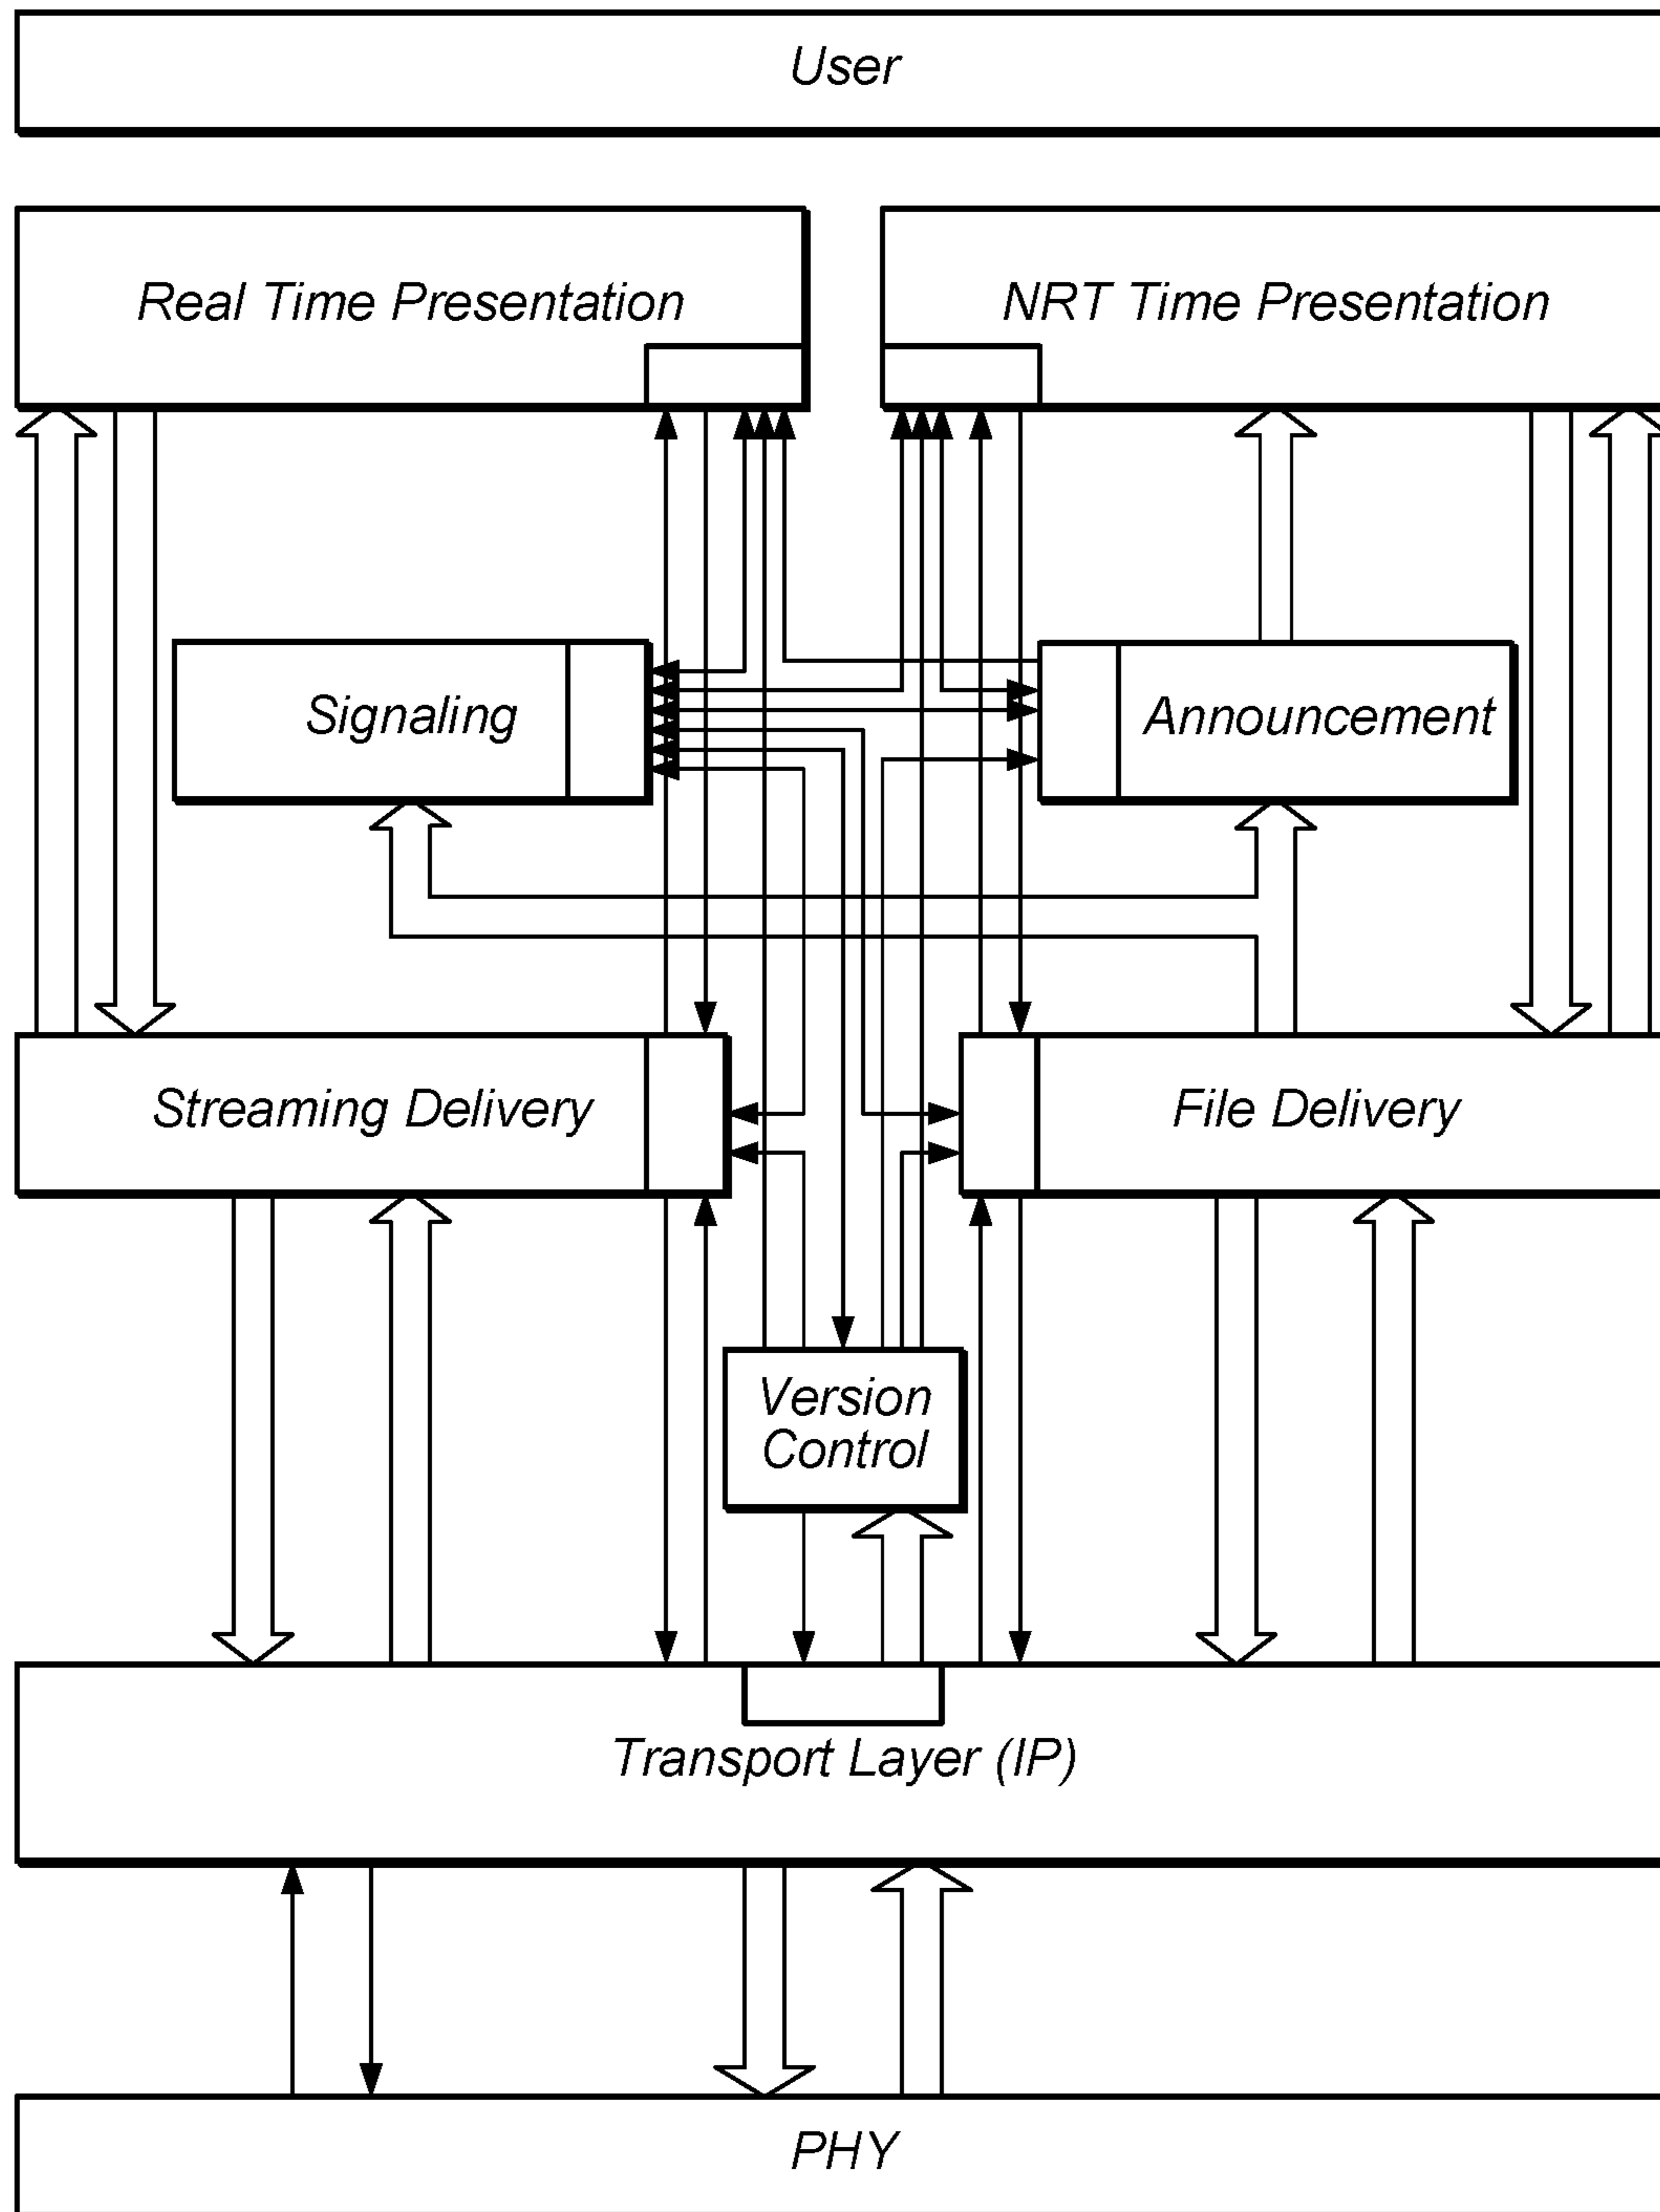 User
Real Time Presentation
NRT Time Presentation
Signaling
Announcement
Streaming Delivery
File Delivery
Version
Control
Transport Layer (IP)
PHY